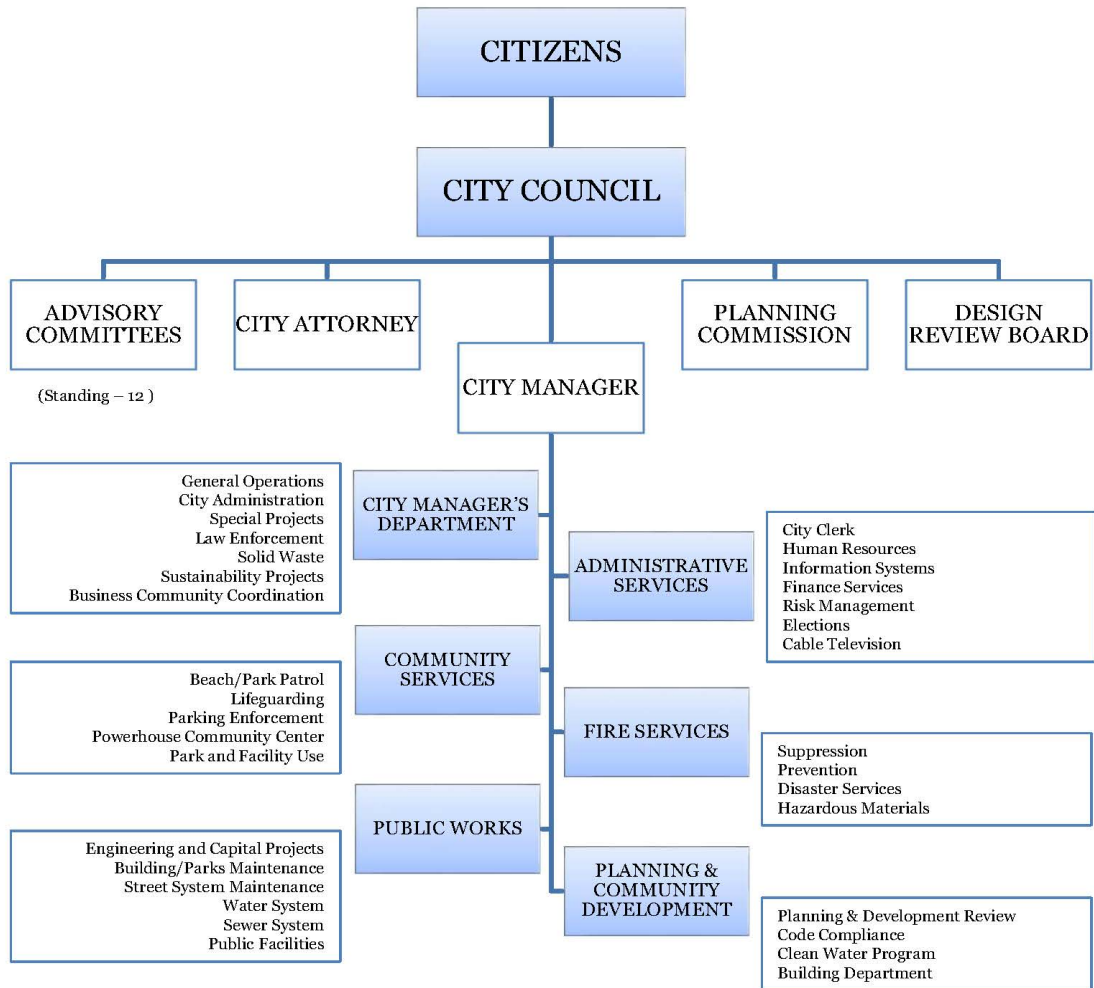 CITIZENS
CITY COUNCIL
ADVISORY
COMMITTEES
(Standing – 12 )
CITY ATTORNEY
CITY MANAGER
PLANNING
COMMISSION
DESIGN
REVIEW BOARD
CITY MANAGER'S
DEPARTMENT
General Operations
City Administration
Special Projects
Law Enforcement
Solid Waste
Sustainability Projects
Business Community Coordination
ADMINISTRATIVE
SERVICES
City Clerk
Human Resources
Information Systems
Finance Services
Risk Management
Elections
Cable Television
COMMUNITY
SERVICES
Beach/Park Patrol
Lifeguarding
Parking Enforcement
Powerhouse Community Center
Park and Facility Use
FIRE SERVICES
Suppression
Prevention
Disaster Services
Hazardous Materials
PUBLIC WORKS
Engineering and Capital Projects
Building/Parks Maintenance
Street System Maintenance
Water System
Sewer System
Public Facilities
PLANNING &
COMMUNITY
DEVELOPMENT
Planning & Development Review
Code Compliance
Clean Water Program
Building Department